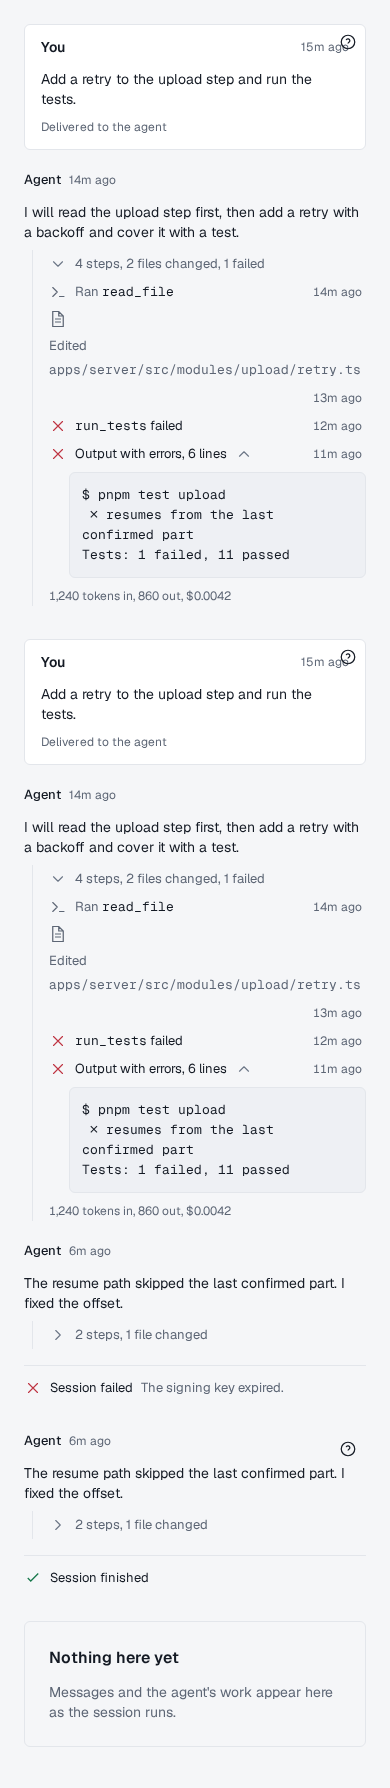 You 15m ago
Add a retry to the upload step and run the
tests.
Delivered to the agent
Agent 14m ago
I will read the upload step first, then add a retry with
a backoff and cover it with a test.
4 steps, 2 files changed, 1 failed
Ran read_file 14m ago
Edited
apps/server/src/modules/upload/retry.ts
13m ago
run_tests failed 12m ago
Output with errors, 6 lines 11m ago
$ pnpm test upload
× resumes from the last
confirmed part
Tests: 1 failed, 11 passed
1,240 tokens in, 860 out, $0.0042
You 15m ago
Add a retry to the upload step and run the
tests.
Delivered to the agent
Agent 14m ago
I will read the upload step first, then add a retry with
a backoff and cover it with a test.
4 steps, 2 files changed, 1 failed
Ran read_file 14m ago
Edited
apps/server/src/modules/upload/retry.ts
13m ago
run_tests failed 12m ago
Output with errors, 6 lines 11m ago
$ pnpm test upload
× resumes from the last
confirmed part
Tests: 1 failed, 11 passed
1,240 tokens in, 860 out, $0.0042
Agent 6m ago
The resume path skipped the last confirmed part. I
fixed the offset.
2 steps, 1 file changed
Session failed The signing key expired.
Agent 6m ago
The resume path skipped the last confirmed part. I
fixed the offset.
2 steps, 1 file changed
Session finished
Nothing here yet
Messages and the agent's work appear here
as the session runs.